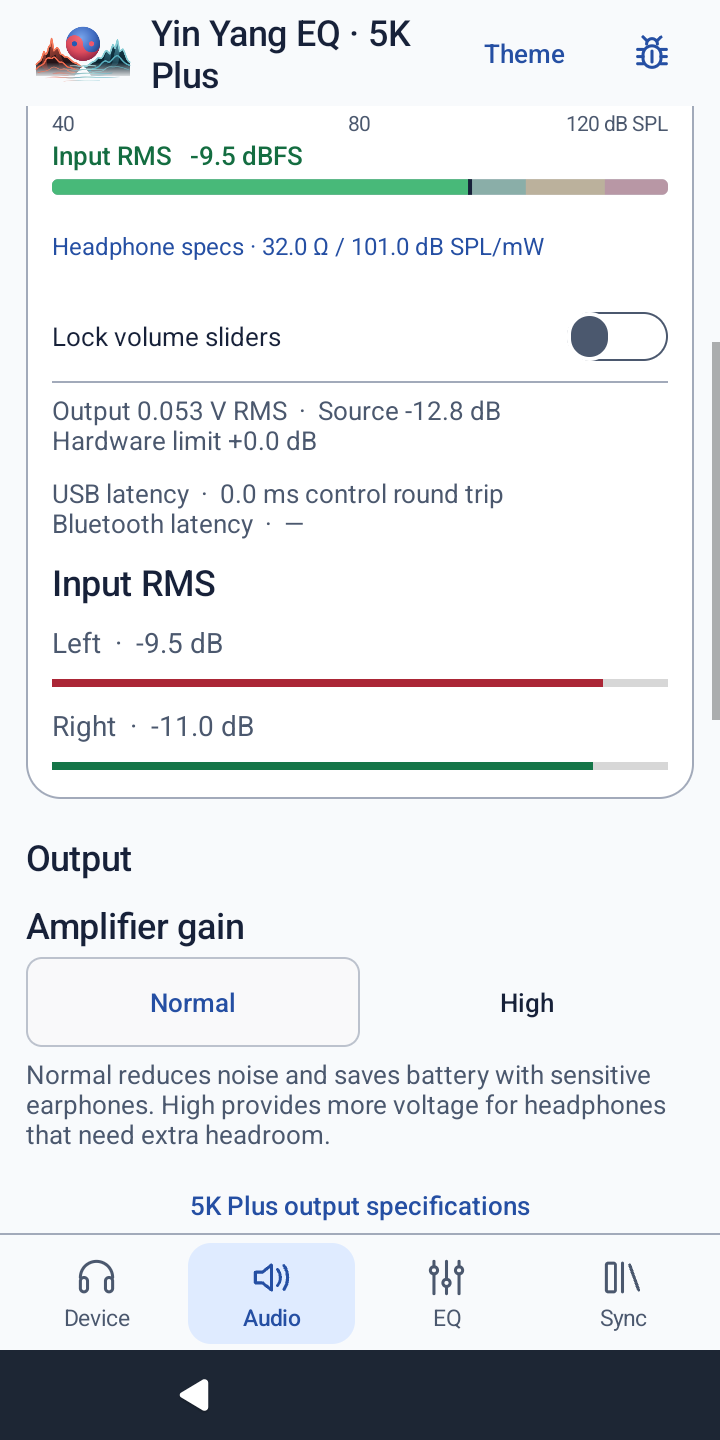 Yin Yang EQ · 5K
Plus
Theme
40 80 120 dB SPL
Input RMS -9.5 dBFS
Headphone specs · 32.0 Ω / 101.0 dB SPL/mW
Lock volume sliders
Output 0.053 V RMS · Source -12.8 dB
Hardware limit +0.0 dB
USB latency · 0.0 ms control round trip
Bluetooth latency · —
Input RMS
Left · -9.5 dB
Right · -11.0 dB
Output
Amplifier gain
Normal High
Normal reduces noise and saves battery with sensitive
earphones. High provides more voltage for headphones
that need extra headroom.
5K Plus output specifications
Device Audio EQ Sync